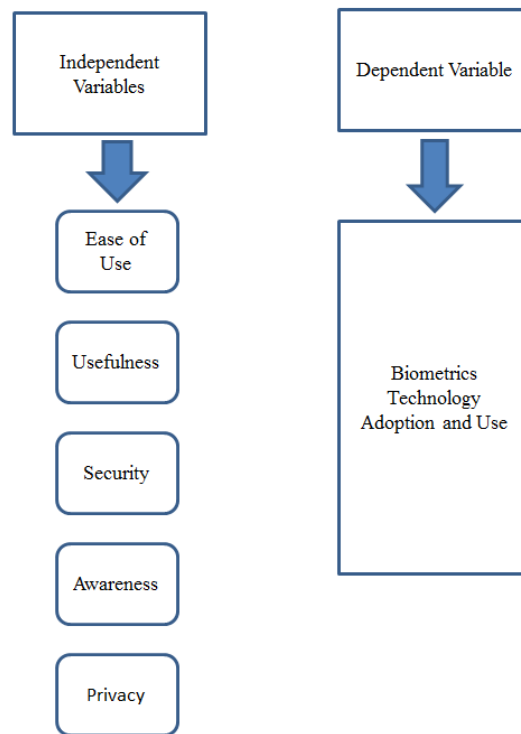 Independent
Variables
Dependent Variable
Ease of
Use
Usefulness
Security
Awareness
Privacy
Biometrics
Technology
Adoption and Use